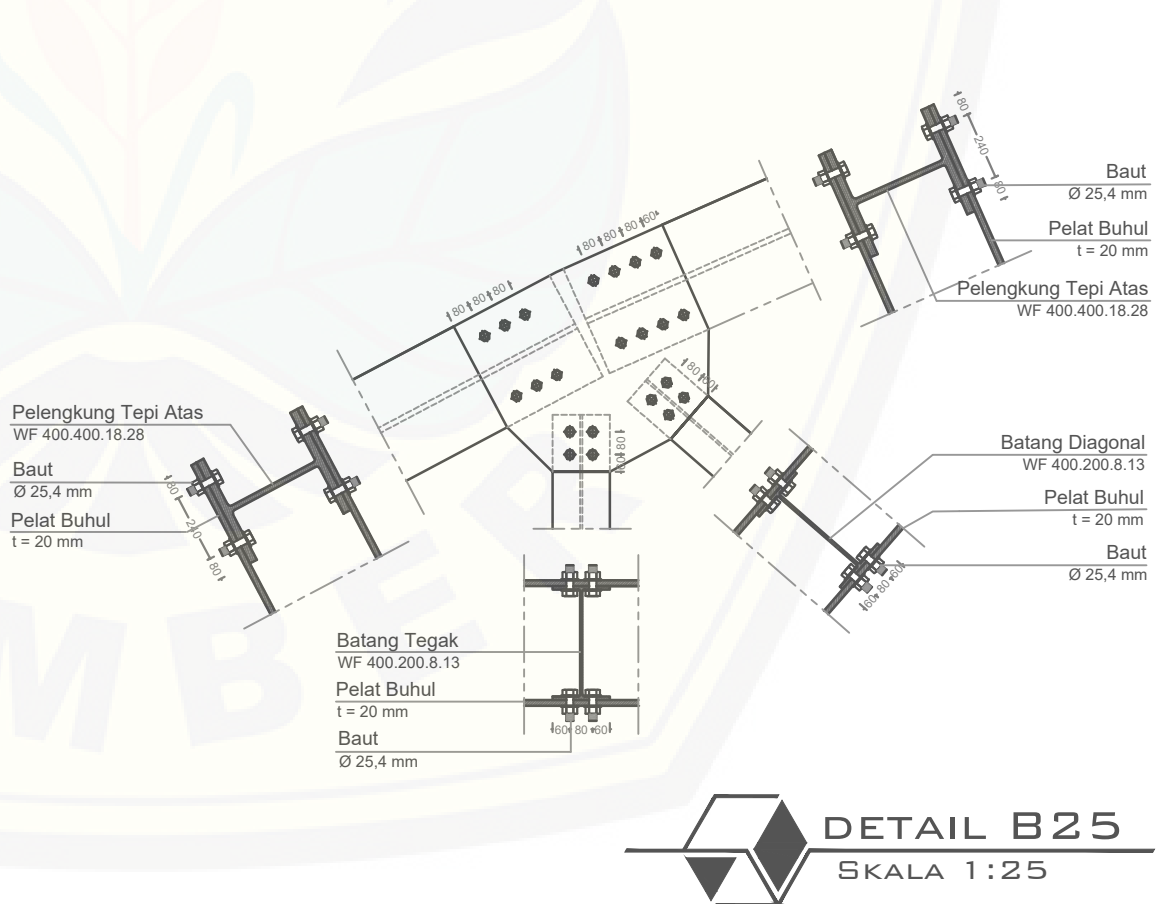 80
240
80
Baut
Ø 25,4 mm
Pelat Buhul
t = 20 mm
Pelengkung Tepi Atas
WF 400.400.18.28
80 80 80 60
80 80 80
80 60
80
60
Pelengkung Tepi Atas
WF 400.400.18.28
Baut
Ø 25,4 mm
Pelat Buhul
t = 20 mm
80
240
80
Batang Diagonal
WF 400.200.8.13
Pelat Buhul
t = 20 mm
Baut
Ø 25,4 mm
60 80 60
Batang Tegak
WF 400.200.8.13
Pelat Buhul
t = 20 mm
Baut
Ø 25,4 mm
60 80 60
DETAIL B25
SKALA 1:25